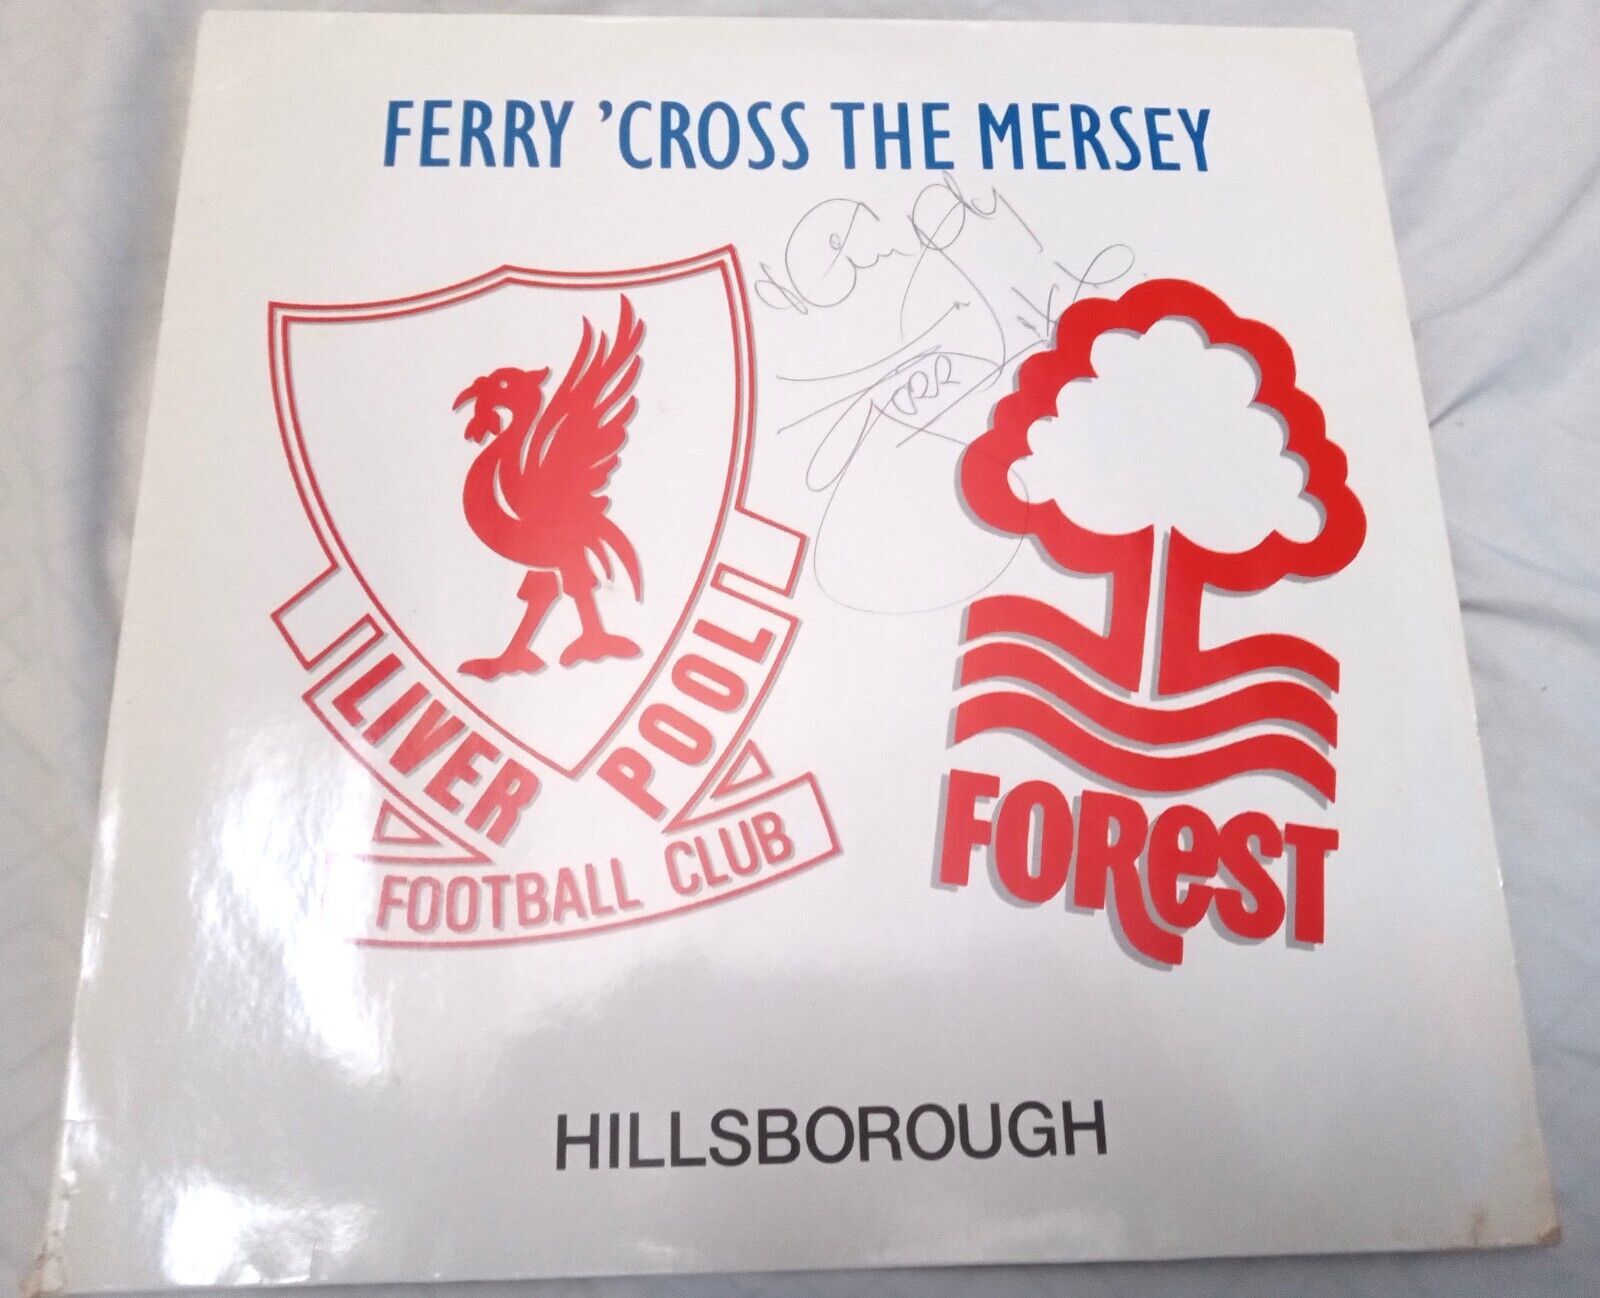 FERRY 'CROSS THE MERSEY
LIVER
POOL
FOOTBALL CLUB
FOREST
HILLSBOROUGH